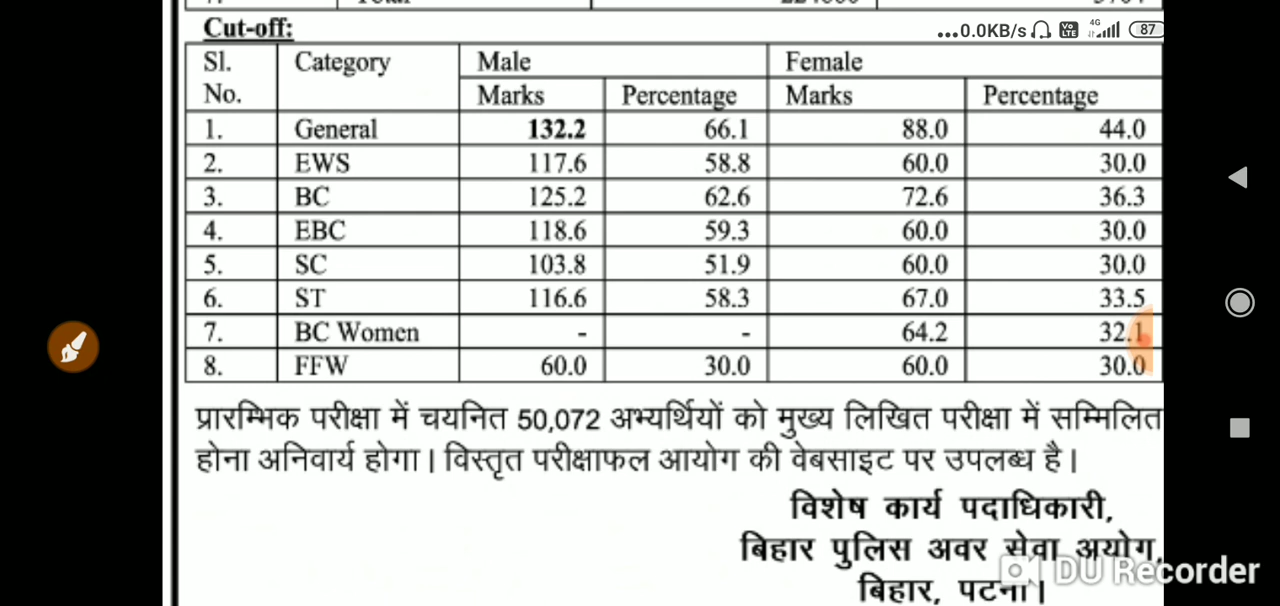 Cut-off:
...0.0KB/s VoLTE 4G 87
Sl. No. Category Male Female
Marks Percentage Marks Percentage
1. General 132.2 66.1 88.0 44.0
2. EWS 117.6 58.8 60.0 30.0
3. BC 125.2 62.6 72.6 36.3
4. EBC 118.6 59.3 60.0 30.0
5. SC 103.8 51.9 60.0 30.0
6. ST 116.6 58.3 67.0 33.5
7. BC Women - - 64.2 32.1
8. FFW 60.0 30.0 60.0 30.0
प्रारम्भिक परीक्षा में चयनित 50,072 अभ्यर्थियों को मुख्य लिखित परीक्षा में सम्मिलित
होना अनिवार्य होगा। विस्तृत परीक्षाफल आयोग की वेबसाइट पर उपलब्ध है।
विशेष कार्य पदाधिकारी,
बिहार पुलिस अवर सेवा अयोग,
बिहार, पटना।
DU Recorder